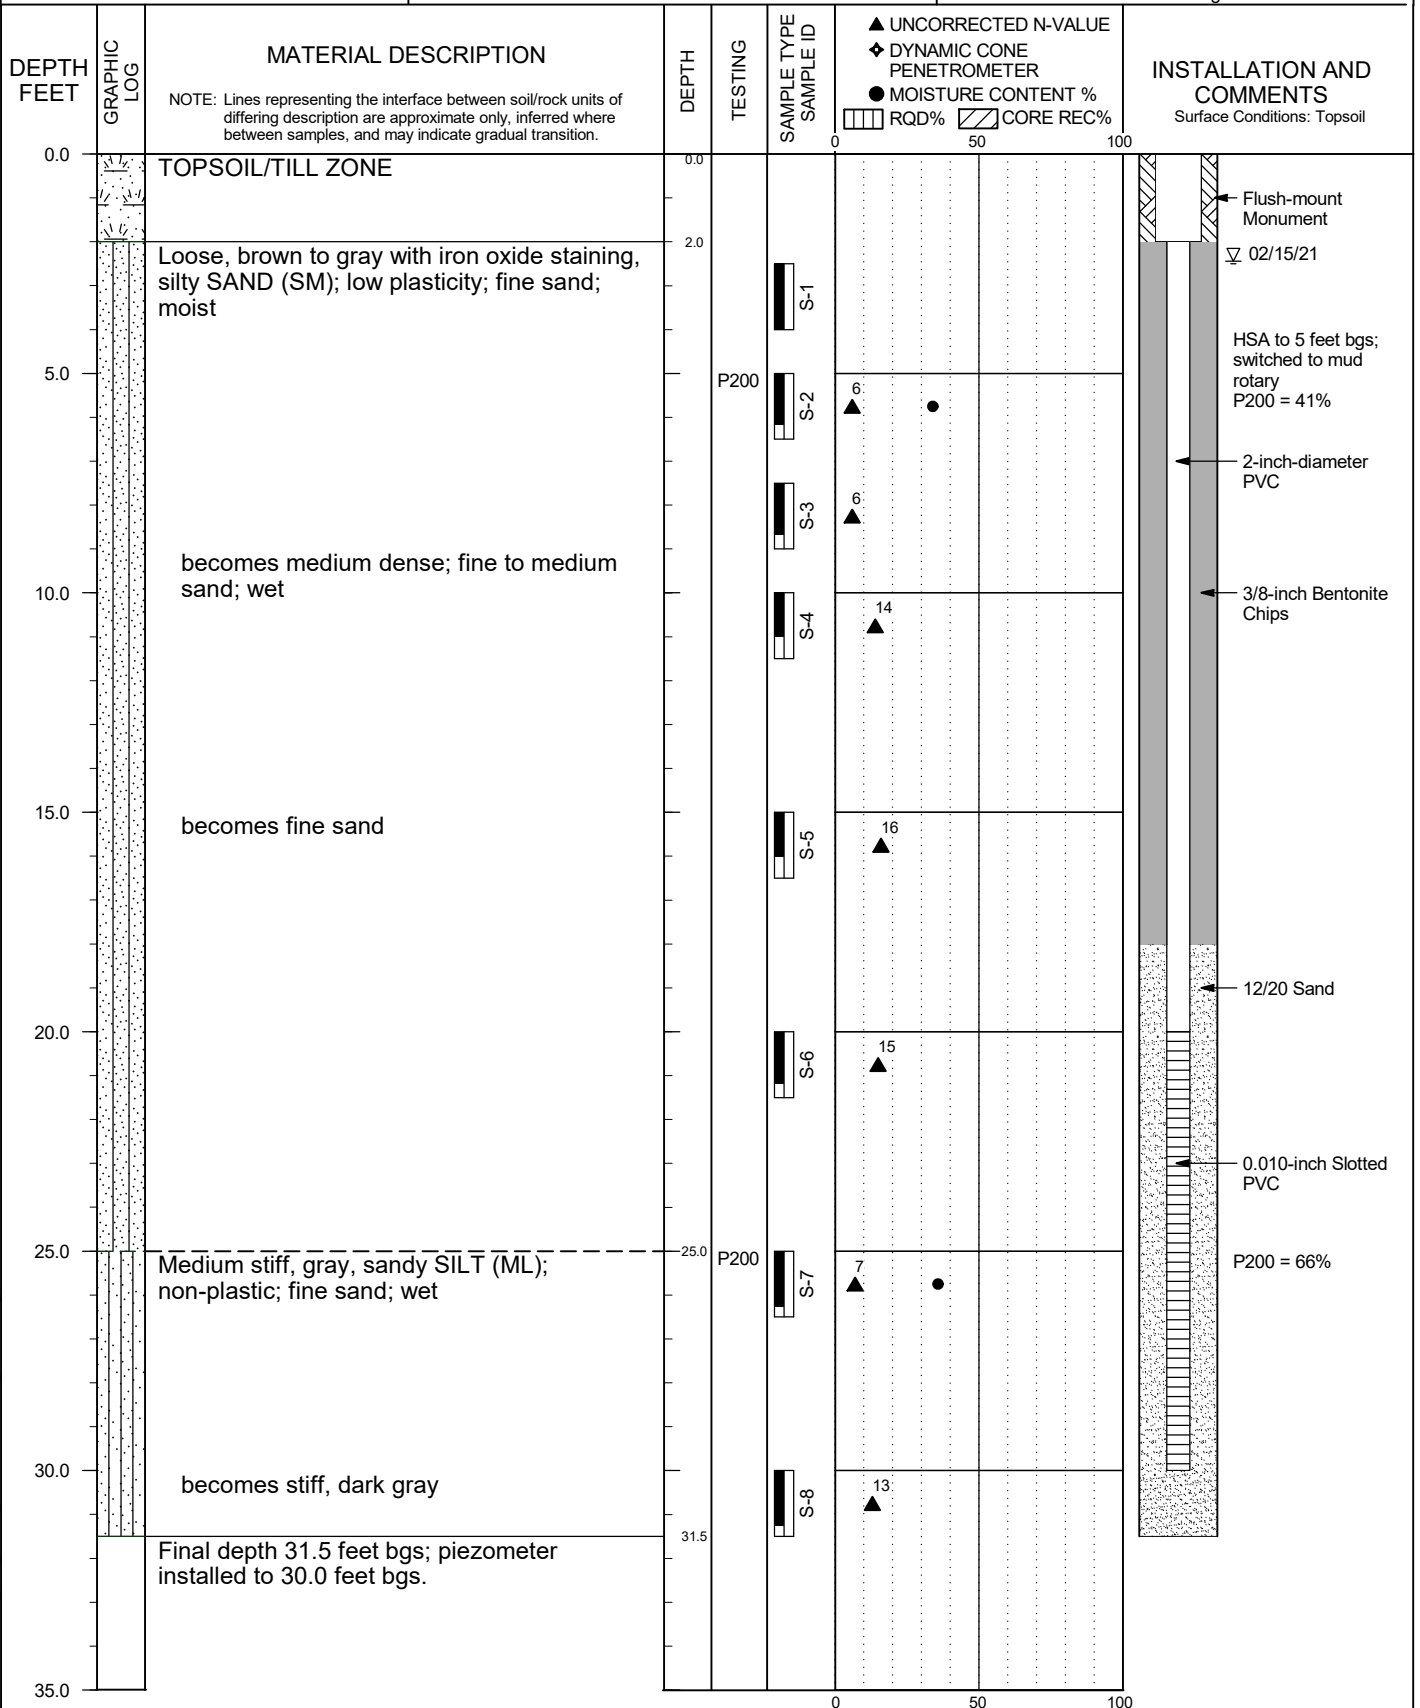 DEPTH
FEET
GRAPHIC
LOG
MATERIAL DESCRIPTION
NOTE: Lines representing the interface between soil/rock units of
differing description are approximate only, inferred where
between samples, and may indicate gradual transition.
DEPTH
TESTING
SAMPLE TYPE
SAMPLE ID
▲ UNCORRECTED N-VALUE
DYNAMIC CONE
PENETROMETER
● MOISTURE CONTENT %
RQD% CORE REC%
0 50 100
INSTALLATION AND
COMMENTS
Surface Conditions: Topsoil
0.0
TOPSOIL/TILL ZONE
0.0
Flush-mount
Monument
2.0
Loose, brown to gray with iron oxide staining,
silty SAND (SM); low plasticity; fine sand;
moist
02/15/21
S-1
HSA to 5 feet bgs;
switched to mud
rotary
P200 = 41%
5.0
P200
S-2
6
2-inch-diameter
PVC
S-3
6
becomes medium dense; fine to medium
sand; wet
10.0
S-4
14
3/8-inch Bentonite
Chips
15.0
becomes fine sand
S-5
16
12/20 Sand
20.0
S-6
15
0.010-inch Slotted
PVC
25.0
25.0
Medium stiff, gray, sandy SILT (ML);
non-plastic; fine sand; wet
P200
S-7
7
P200 = 66%
30.0
becomes stiff, dark gray
S-8
13
31.5
Final depth 31.5 feet bgs; piezometer
installed to 30.0 feet bgs.
35.0
0 50 100